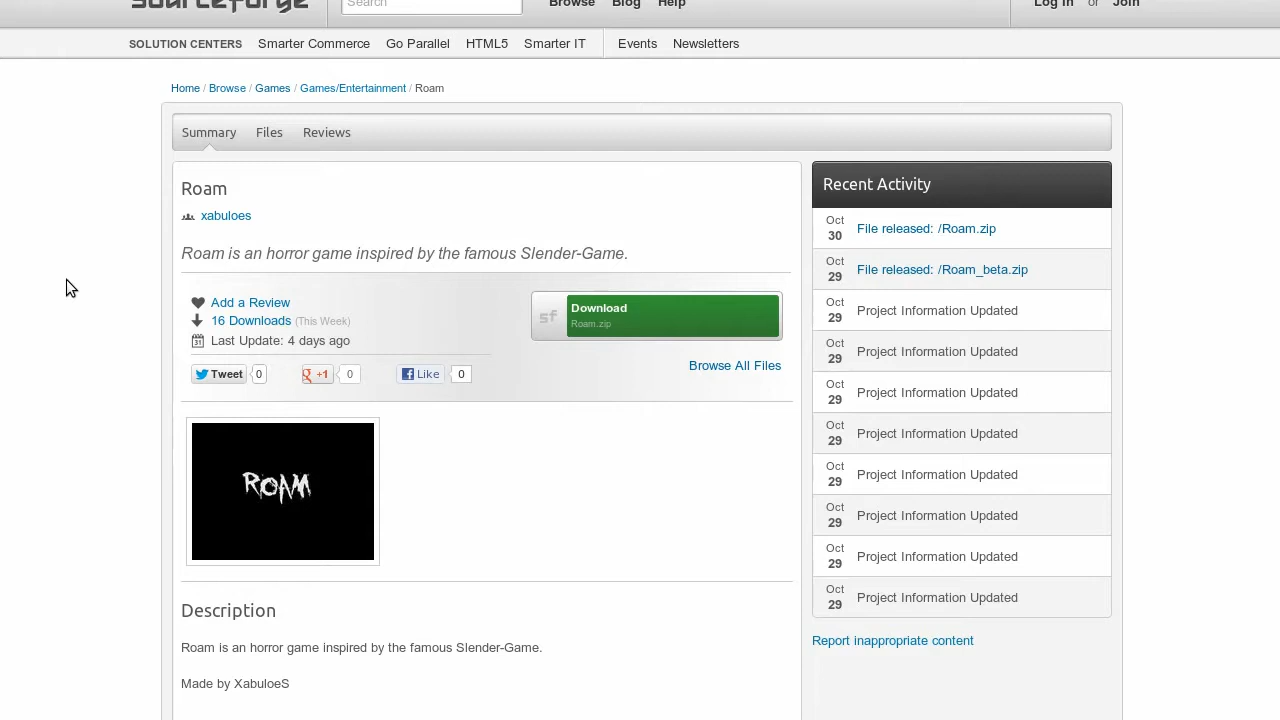 sourceforge
Search
Browse Blog Help
Log In or Join
SOLUTION CENTERS Smarter Commerce Go Parallel HTML5 Smarter IT Events Newsletters
Home / Browse / Games / Games/Entertainment / Roam
Summary Files Reviews
Roam
xabuloes
Roam is an horror game inspired by the famous Slender-Game.
Add a Review
16 Downloads (This Week)
31 Last Update: 4 days ago
sf Download
Roam.zip
Browse All Files
Tweet 0 +1 0 Like 0
ROAM
Description
Roam is an horror game inspired by the famous Slender-Game.
Made by XabuloeS
Recent Activity
Oct 30 File released: /Roam.zip
Oct 29 File released: /Roam_beta.zip
Oct 29 Project Information Updated
Oct 29 Project Information Updated
Oct 29 Project Information Updated
Oct 29 Project Information Updated
Oct 29 Project Information Updated
Oct 29 Project Information Updated
Oct 29 Project Information Updated
Oct 29 Project Information Updated
Report inappropriate content